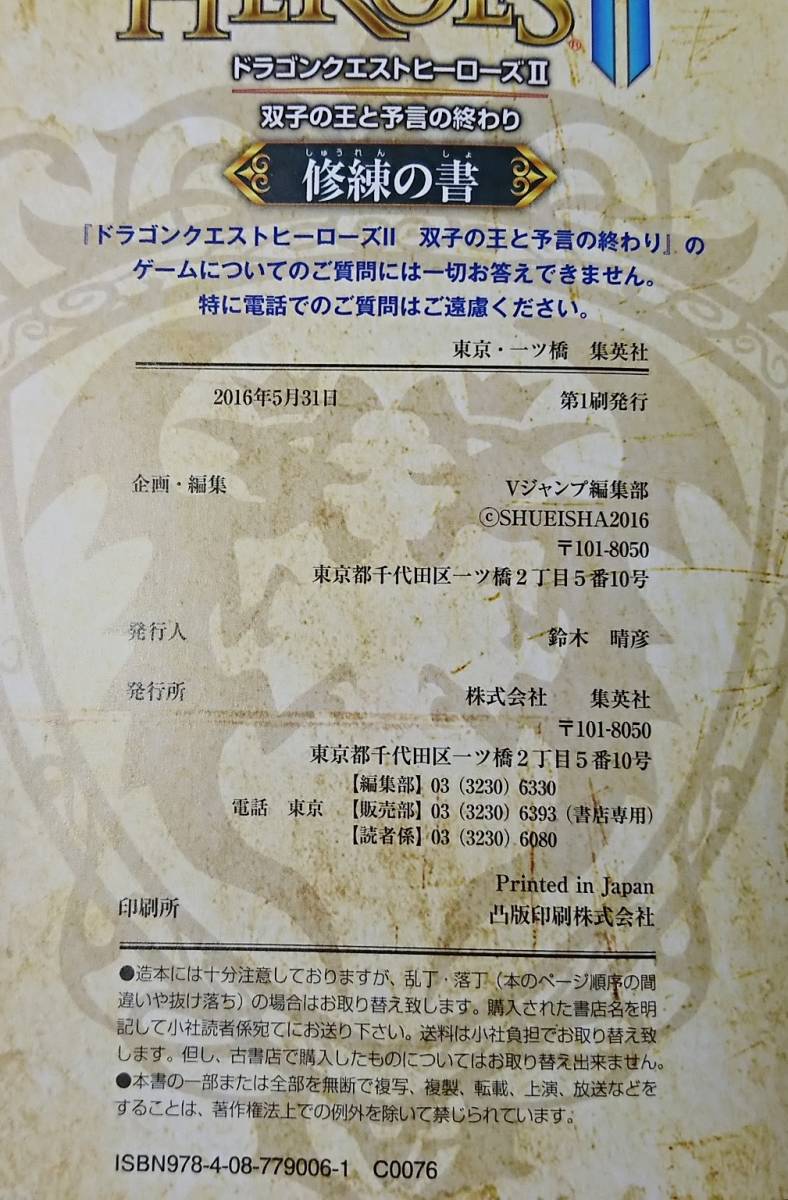 HEROES II
ドラゴンクエストヒーローズⅡ
双子の王と予言の終わり
しゅうれん しょ
修練の書
『ドラゴンクエストヒーローズII 双子の王と予言の終わり』の
ゲームについてのご質問には一切お答えできません。
特に電話でのご質問はご遠慮ください。
東京・一ツ橋 集英社
2016年5月31日 第1刷発行
企画・編集 Vジャンプ編集部
ⓒSHUEISHA2016
〒101-8050
東京都千代田区一ツ橋２丁目５番10号
発行人 鈴木 晴彦
発行所 株式会社 集英社
〒101-8050
東京都千代田区一ツ橋２丁目５番10号
【編集部】03（3230）6330
電話 東京 【販売部】03（3230）6393（書店専用）
【読者係】03（3230）6080
Printed in Japan
印刷所 凸版印刷株式会社
●造本には十分注意しておりますが、乱丁・落丁（本のページ順序の間
違いや抜け落ち）の場合はお取り替え致します。購入された書店名を明
記して小社読者係宛てにお送り下さい。送料は小社負担でお取り替え致
します。但し、古書店で購入したものについてはお取り替え出来ません。
●本書の一部または全部を無断で複写、複製、転載、上演、放送などを
することは、著作権法上での例外を除いて禁じられています。
ISBN978-4-08-779006-1 C0076